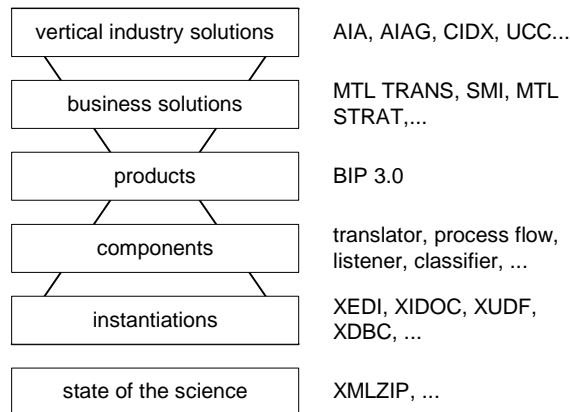 vertical industry solutions
AIA, AIAG, CIDX, UCC...
business solutions
MTL TRANS, SMI, MTL
STRAT,...
products
BIP 3.0
components
translator, process flow,
listener, classifier, ...
instantiations
XEDI, XIDOC, XUDF,
XDBC, ...
state of the science
XMLZIP, ...